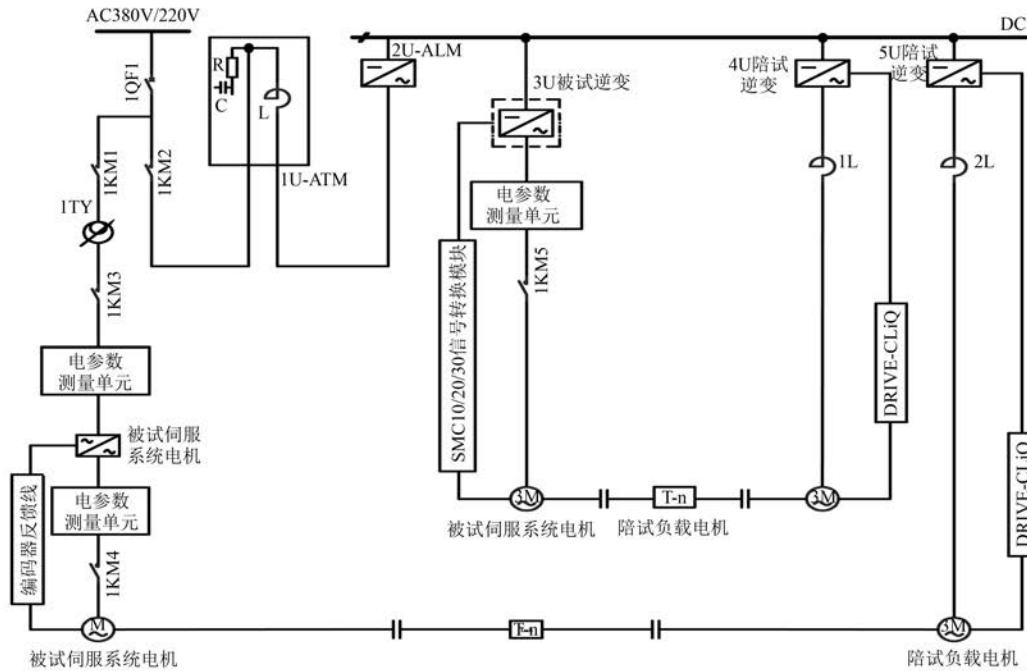 AC380V/220V
DC
1QF1
R
C
L
1U-ATM
2U-ALM
3U被试逆变
4U陪试
逆变
5U陪试
逆变
1KM1
1KM2
1TY
1KM3
电参数
测量单元
被试伺服
系统电机
电参数
测量单元
编码器反馈线
1KM4
M
被试伺服系统电机
电参数
测量单元
1KM5
SMC10/20/30信号转换模块
3M
被试伺服系统电机
T-n
陪试负载电机
3M
1L
2L
DRIVE-CLiQ
DRIVE-CLiQ
T-n
3M
陪试负载电机